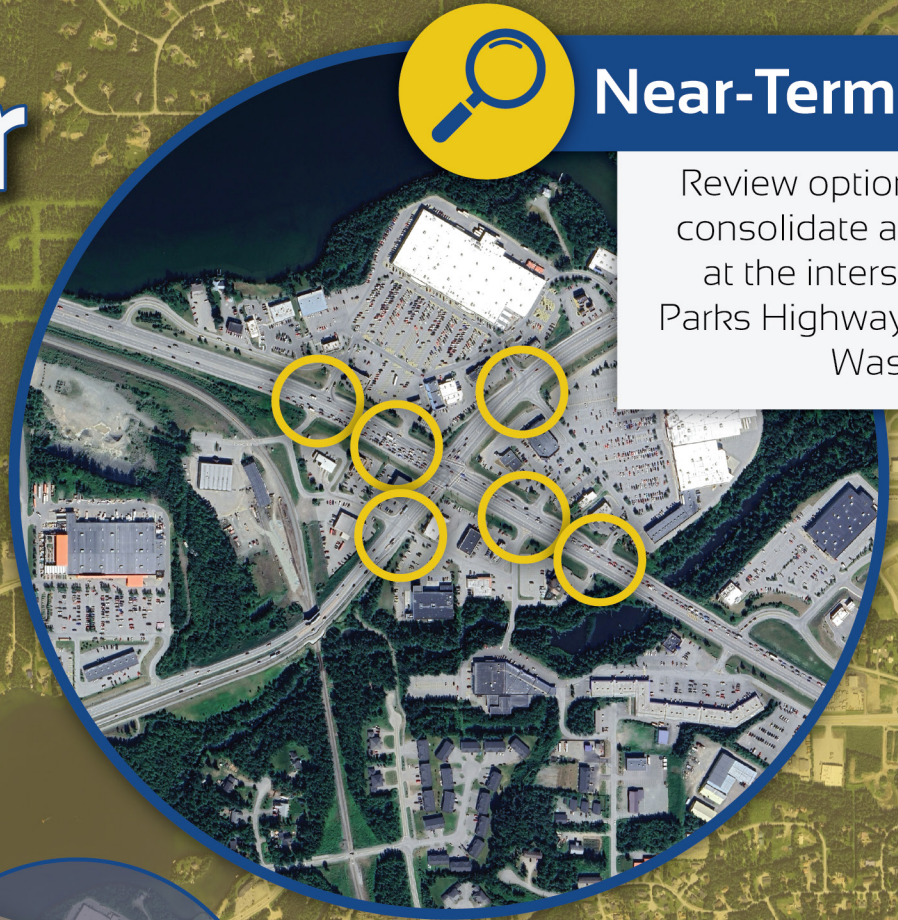 r
Near-Term
Review option
consolidate a
at the inters
Parks Highway
Was